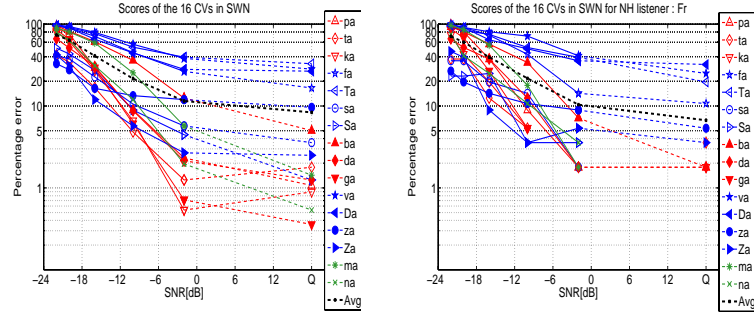 Scores of the 16 CVs in SWN
Percentage error
100
80
60
40
20
10
5
1
−24
−18
−12
−6
0
6
12
Q
SNR[dB]
pa
ta
ka
fa
Ta
sa
Sa
ba
da
ga
va
Da
za
Za
ma
na
Avg
Scores of the 16 CVs in SWN for NH listener : Fr
Percentage error
100
80
60
40
20
10
5
1
−24
−18
−12
−6
0
6
12
Q
SNR[dB]
pa
ta
ka
fa
Ta
sa
Sa
ba
da
ga
va
Da
za
Za
ma
na
Avg